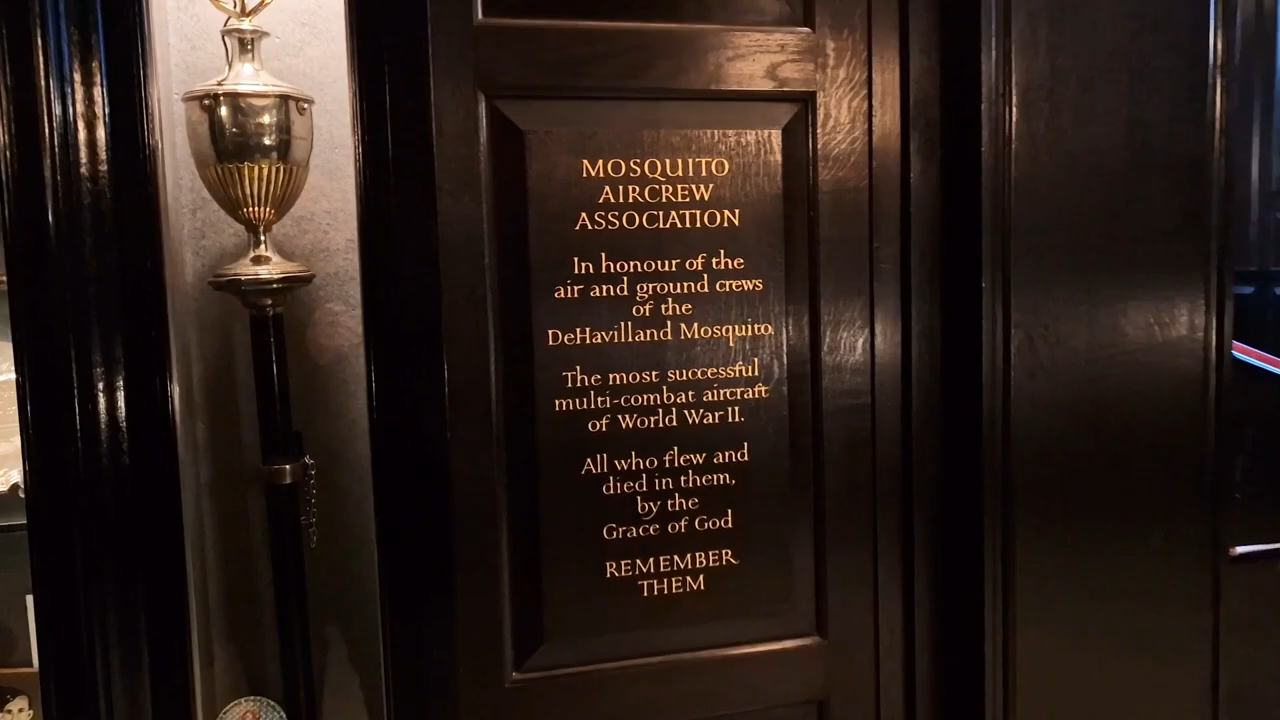 MOSQUITO
AIRCREW
ASSOCIATION
In honour of the
air and ground crews
of the
DeHavilland Mosquito.
The most successful
multi-combat aircraft
of World War II.
All who flew and
died in them,
by the
Grace of God
REMEMBER
THEM